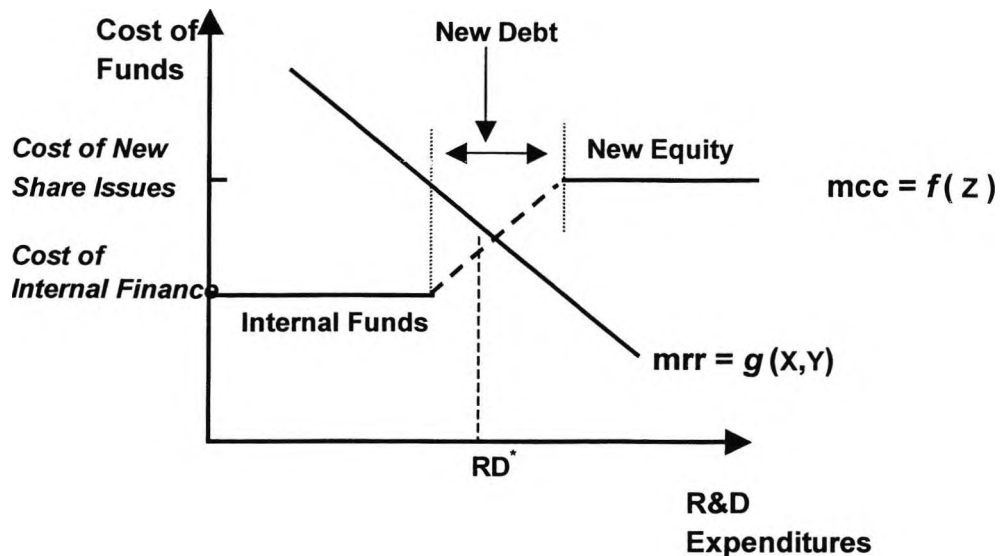 Cost of
Funds
New Debt
Cost of New
Share Issues
New Equity
mcc = f( Z )
Cost of
Internal Finance
Internal Funds
mrr = g(X,Y)
RD*
R&D
Expenditures